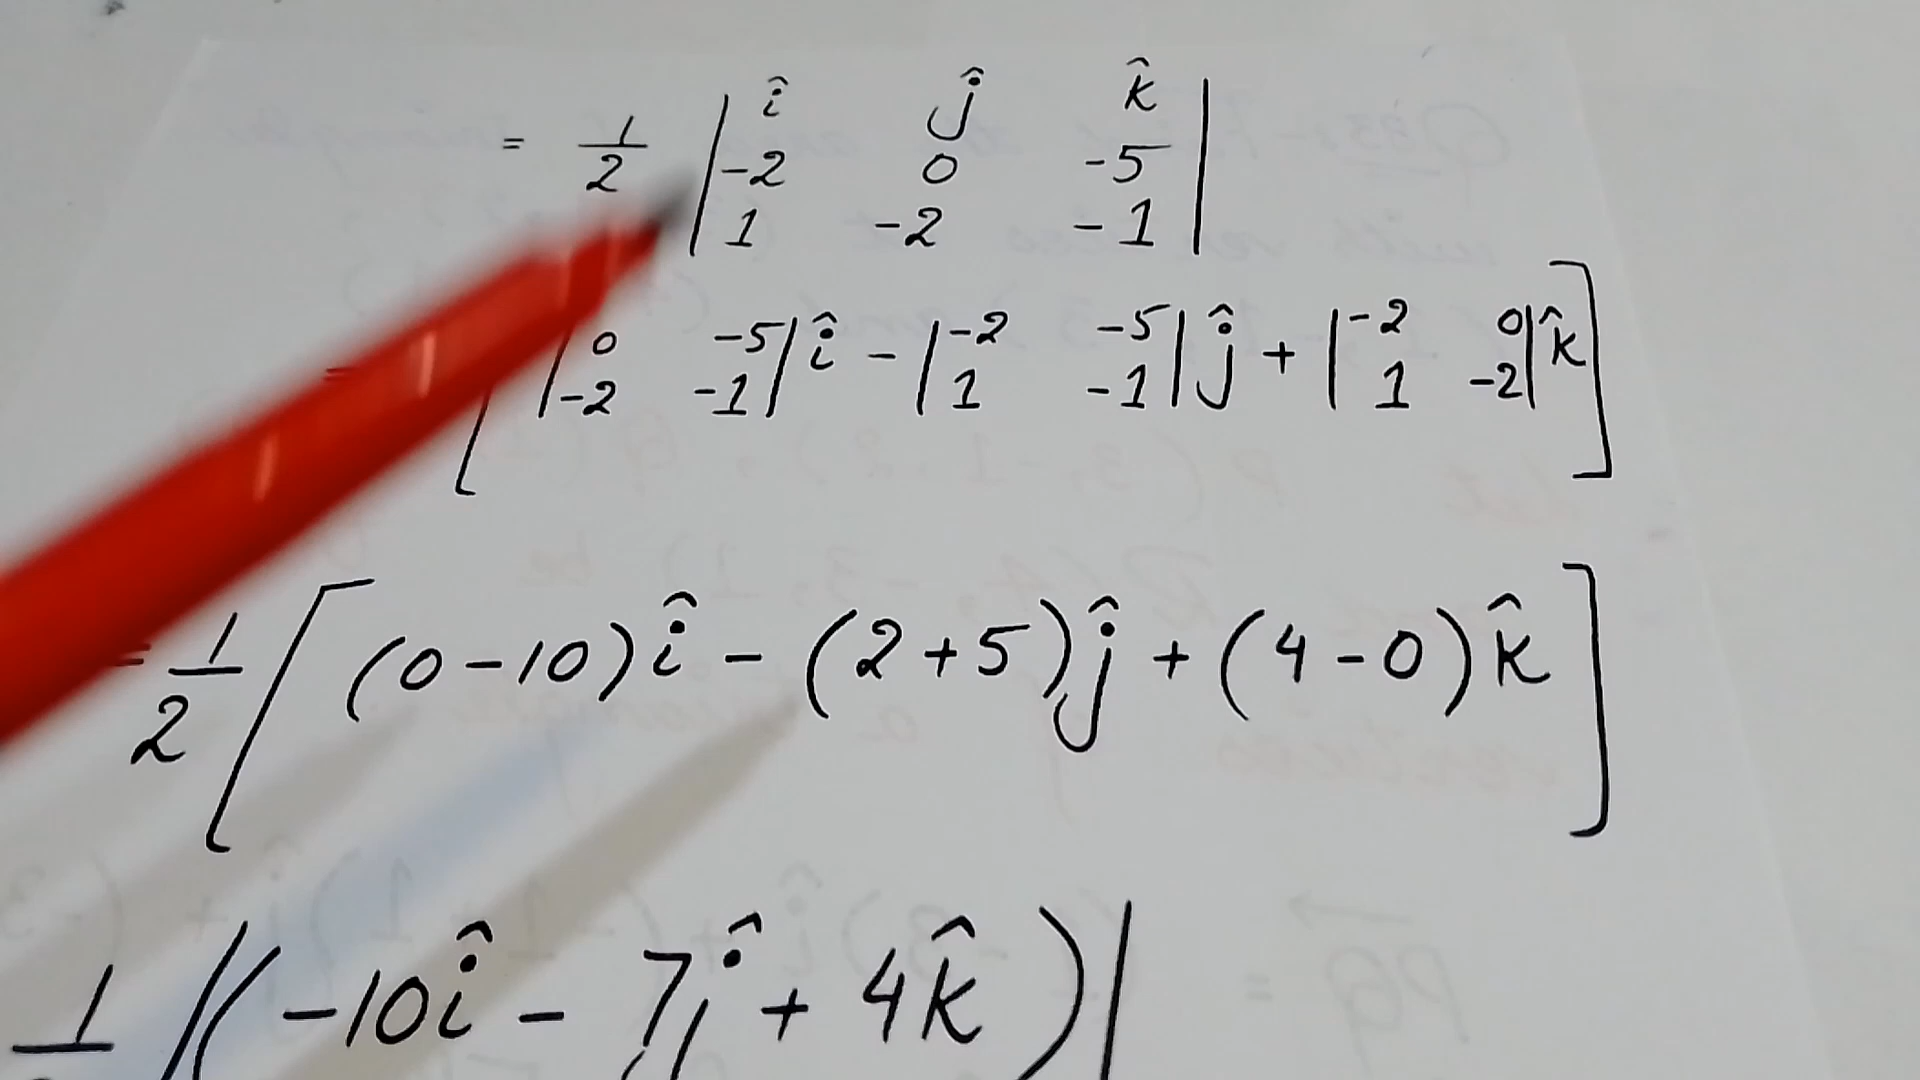 = 1/2 | î ĵ k̂ |
| -2 0 -5 |
| 1 -2 -1 |
= [ | 0 -5 | î - | -2 -5 | ĵ + | -2 0 | k̂ ]
| -2 -1 | | 1 -1 | | 1 -2 |
= 1/2 [ (0 - 10) î - (2 + 5) ĵ + (4 - 0) k̂ ]
1 |(-10î - 7ĵ + 4k̂)|